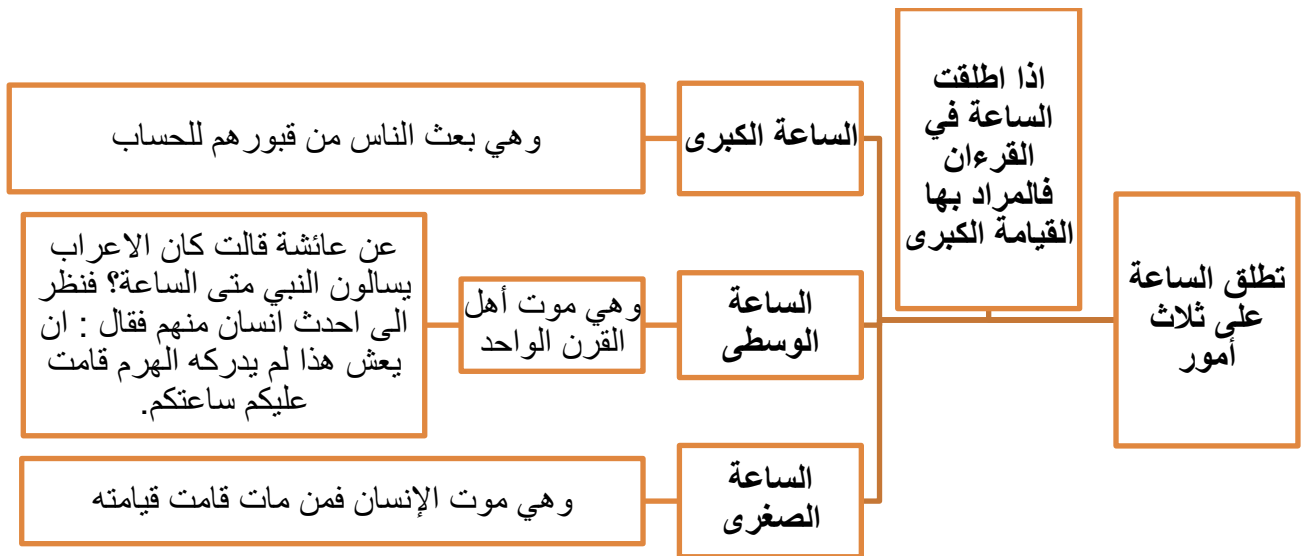 تطلق الساعة
على ثلاث
أمور
اذا اطلقت
الساعة في
القرءان
فالمراد بها
القيامة الكبرى
الساعة الكبرى
وهي بعث الناس من قبورهم للحساب
الساعة
الوسطى
وهي موت أهل
القرن الواحد
عن عائشة قالت كان الاعراب
يسالون النبي متى الساعة؟ فنظر
الى احدث انسان منهم فقال : ان
يعش هذا لم يدركه الهرم قامت
عليكم ساعتكم.
الساعة
الصغرى
وهي موت الإنسان فمن مات قامت قيامته